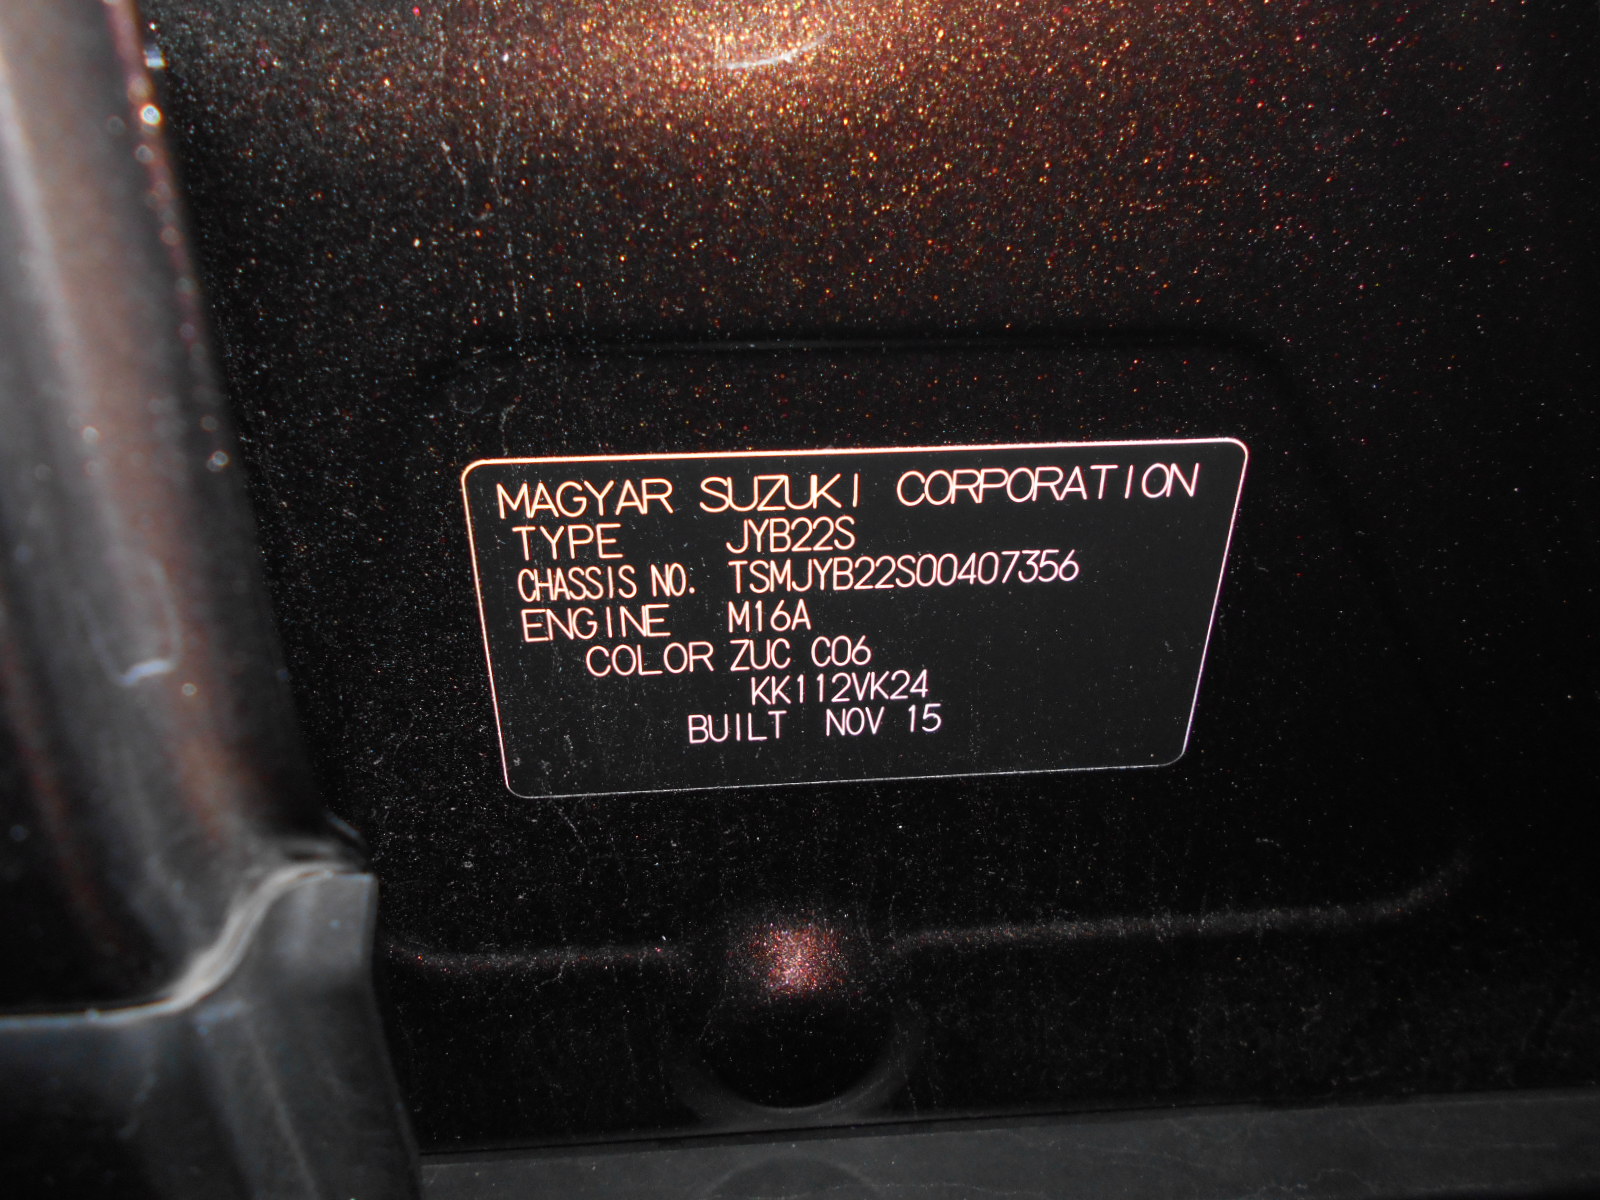 MAGYAR SUZUKI CORPORATION
TYPE JYB22S
CHASSIS NO. TSMJYB22S00407356
ENGINE M16A
COLOR ZUC C06
KK112VK24
BUILT NOV 15